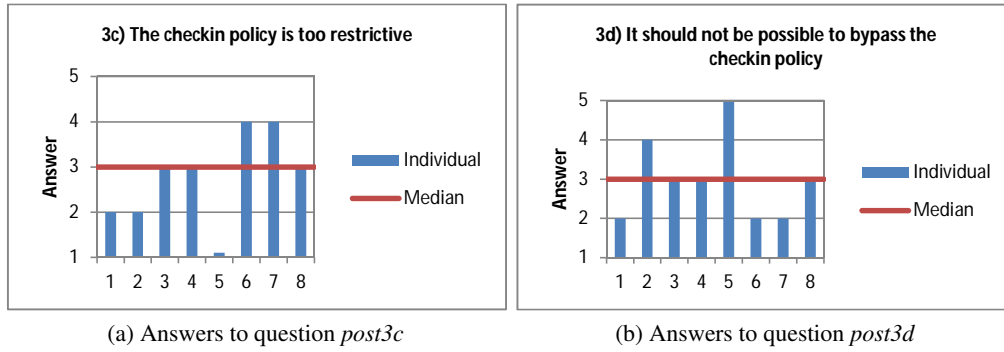 3c) The checkin policy is too restrictive
5
4
3
2
1
Answer
1 2 3 4 5 6 7 8
Individual
Median
(a) Answers to question post3c
3d) It should not be possible to bypass the
checkin policy
5
4
3
2
1
Answer
1 2 3 4 5 6 7 8
Individual
Median
(b) Answers to question post3d